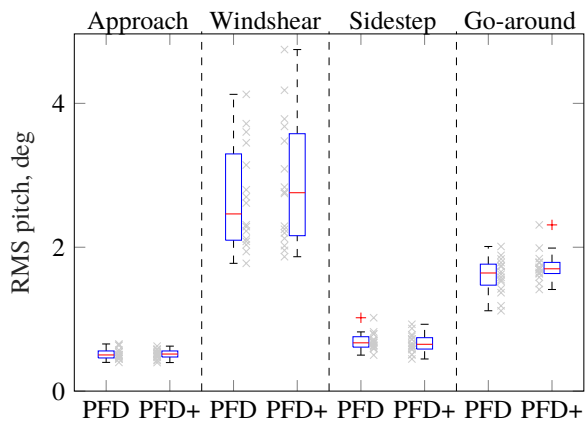 Approach Windshear Sidestep Go-around
RMS pitch, deg
4
2
0
PFD PFD+ PFD PFD+ PFD PFD+ PFD PFD+